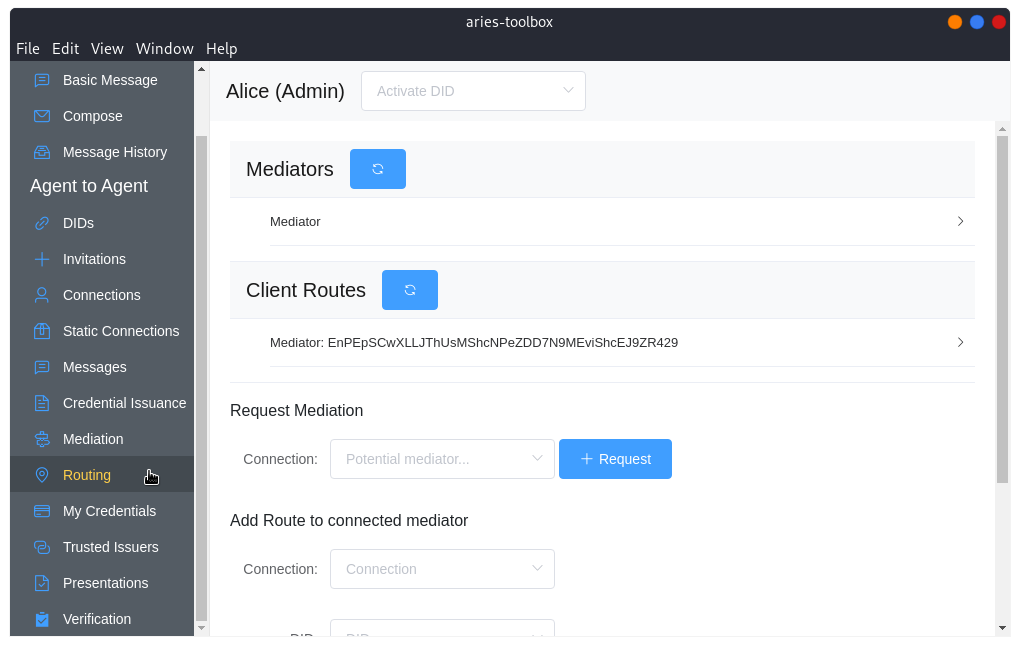 aries-toolbox
File Edit View Window Help
Basic Message
Compose
Message History
Agent to Agent
DIDs
Invitations
Connections
Static Connections
Messages
Credential Issuance
Mediation
Routing
My Credentials
Trusted Issuers
Presentations
Verification
Alice (Admin) Activate DID
Mediators
Mediator
Client Routes
Mediator: EnPEpSCwXLLJThUsMShcNPeZDD7N9MEviShcEJ9ZR429
Request Mediation
Connection: Potential mediator... Request
Add Route to connected mediator
Connection: Connection
DID: DID